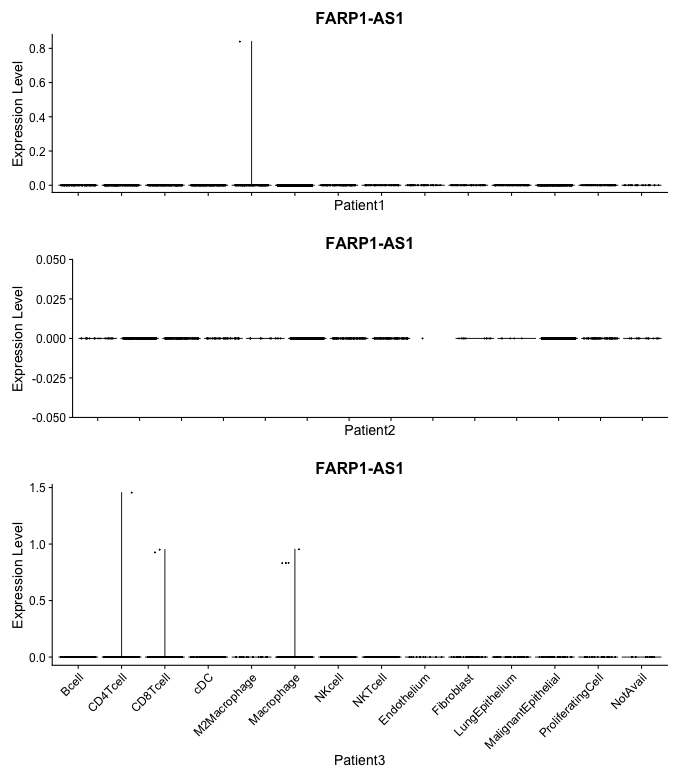 FARP1-AS1
Expression Level
0.8
0.6
0.4
0.2
0.0
Patient1
FARP1-AS1
Expression Level
0.050
0.025
0.000
-0.025
-0.050
Patient2
FARP1-AS1
Expression Level
1.5
1.0
0.5
0.0
Bcell
CD4Tcell
CD8Tcell
cDC
M2Macrophage
Macrophage
NKcell
NKTcell
Endothelium
Fibroblast
LungEpithelium
MalignantEpithelial
ProliferatingCell
NotAvail
Patient3